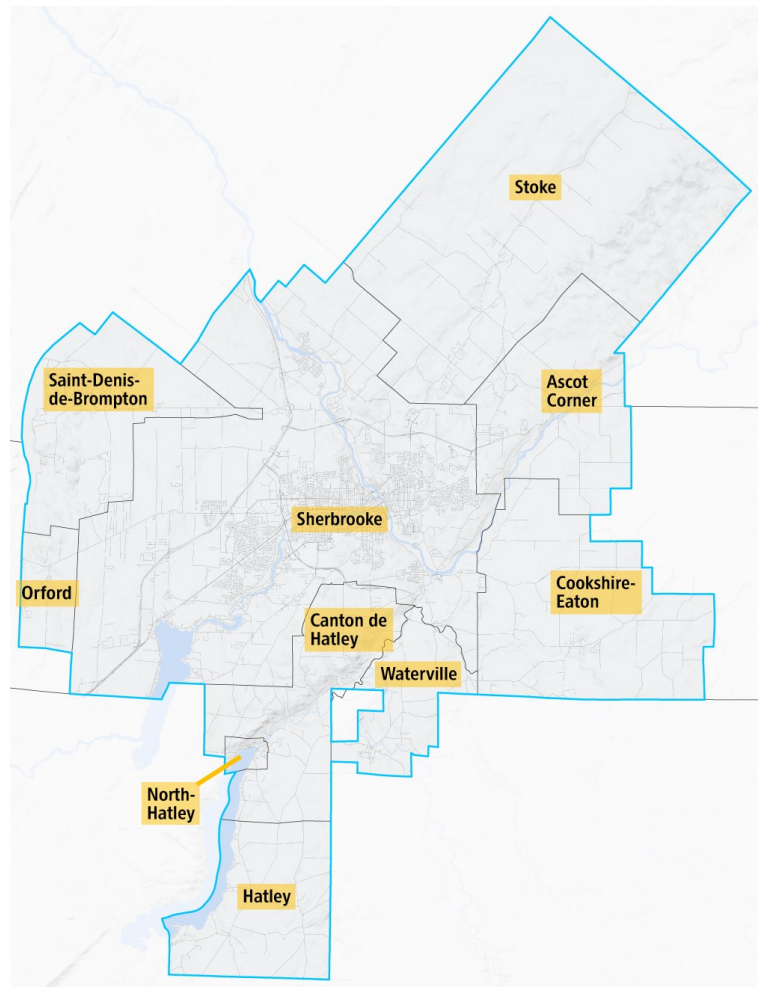 Stoke
Saint-Denis-
de-Brompton
Ascot
Corner
Sherbrooke
Orford
Cookshire-
Eaton
Canton de
Hatley
Waterville
North-
Hatley
Hatley